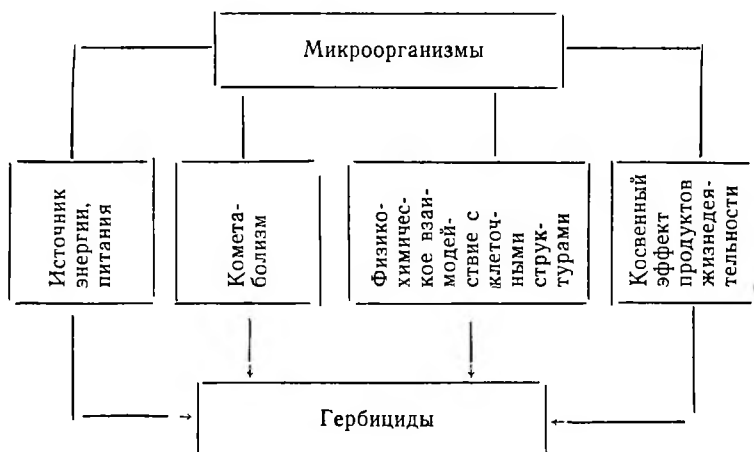 Микроорганизмы
Источник
энергии,
питания
Комета-
болизм
Физико-
химичес-
кое взаи-
модей-
ствие с
клеточ-
ными
струк-
турами
Косвенный
эффект
продуктов
жизнедея-
тельности
Гербициды